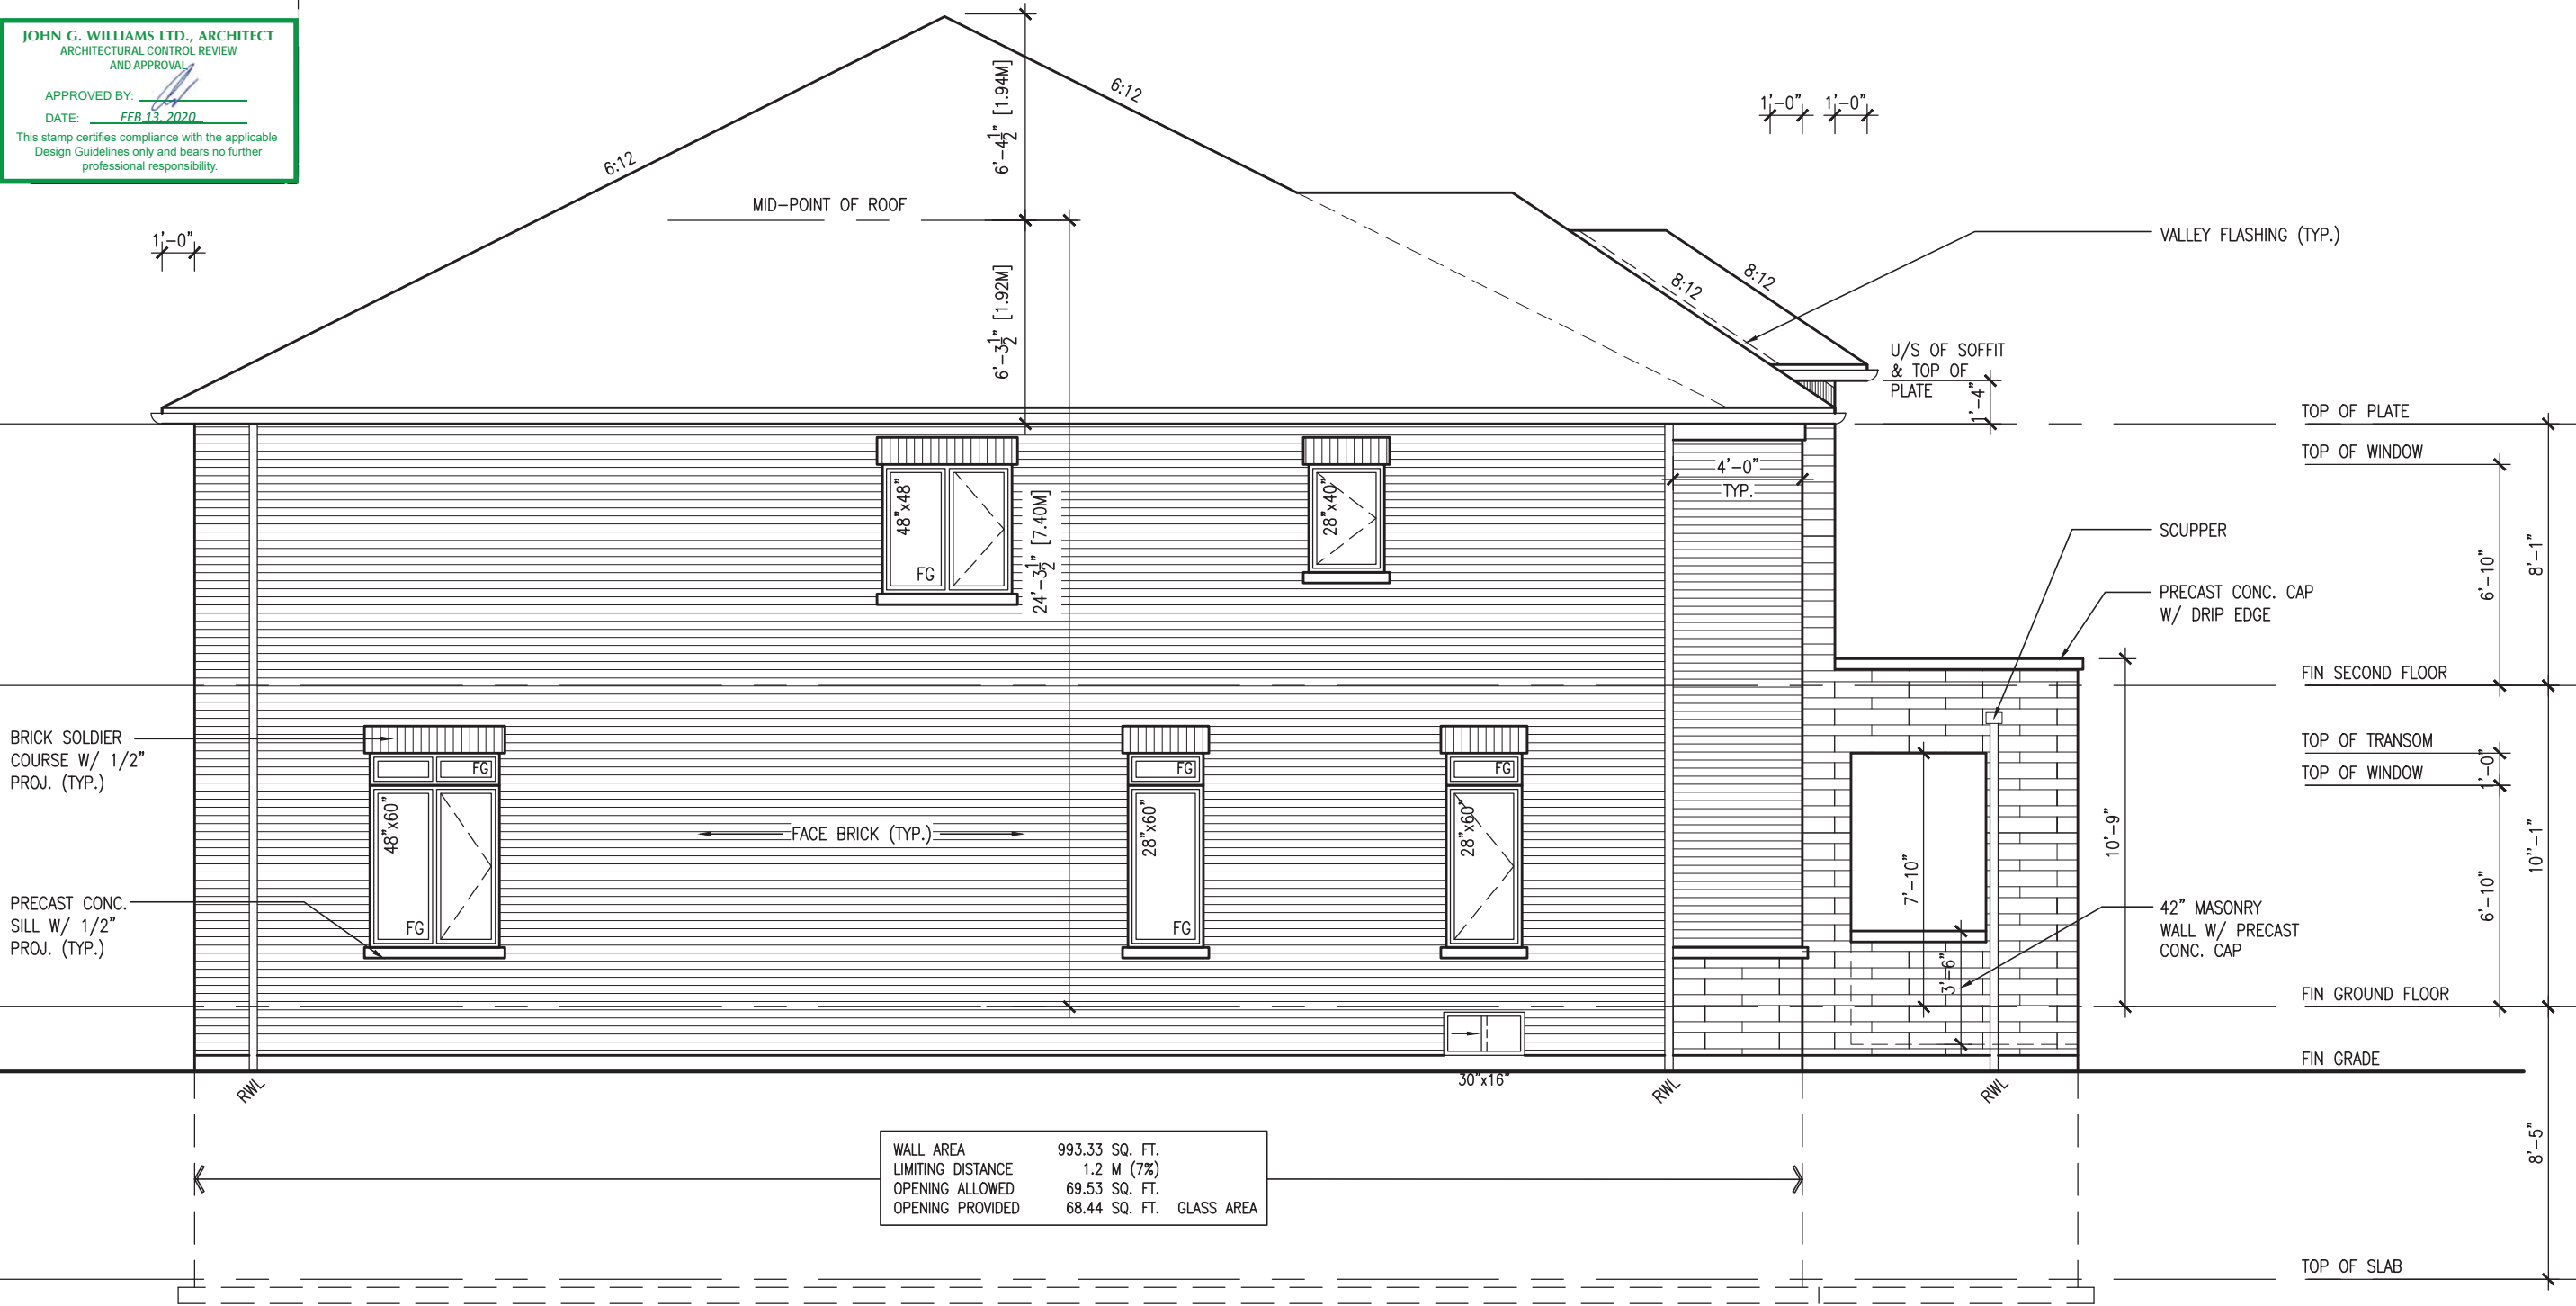 JOHN G. WILLIAMS LTD., ARCHITECT
ARCHITECTURAL CONTROL REVIEW
AND APPROVAL
APPROVED BY:
DATE: FEB 13, 2020
This stamp certifies compliance with the applicable
Design Guidelines only and bears no further
professional responsibility.
1'-0"
6:12
MID-POINT OF ROOF
6'-4 1/2" [1.94M]
6'-3 1/2" [1.92M]
6:12
1'-0" 1'-0"
8:12
8:12
VALLEY FLASHING (TYP.)
U/S OF SOFFIT
& TOP OF
PLATE
1'-4"
TOP OF PLATE
TOP OF WINDOW
48"x48"
FG
24'-3 1/2" [7.40M]
28"x40"
4'-0"
TYP.
SCUPPER
PRECAST CONC. CAP
W/ DRIP EDGE
6'-10"
8'-1"
FIN SECOND FLOOR
BRICK SOLDIER
COURSE W/ 1/2"
PROJ. (TYP.)
FG
48"x60"
FG
FACE BRICK (TYP.)
FG
28"x60"
FG
FG
28"x60"
TOP OF TRANSOM
TOP OF WINDOW
1'-0"
10'-9"
7'-10"
3'-6"
6'-10"
10"-1"
PRECAST CONC.
SILL W/ 1/2"
PROJ. (TYP.)
42" MASONRY
WALL W/ PRECAST
CONC. CAP
FIN GROUND FLOOR
FIN GRADE
30"x16"
RWL
RWL
RWL
WALL AREA 993.33 SQ. FT.
LIMITING DISTANCE 1.2 M (7%)
OPENING ALLOWED 69.53 SQ. FT.
OPENING PROVIDED 68.44 SQ. FT. GLASS AREA
8'-5"
TOP OF SLAB